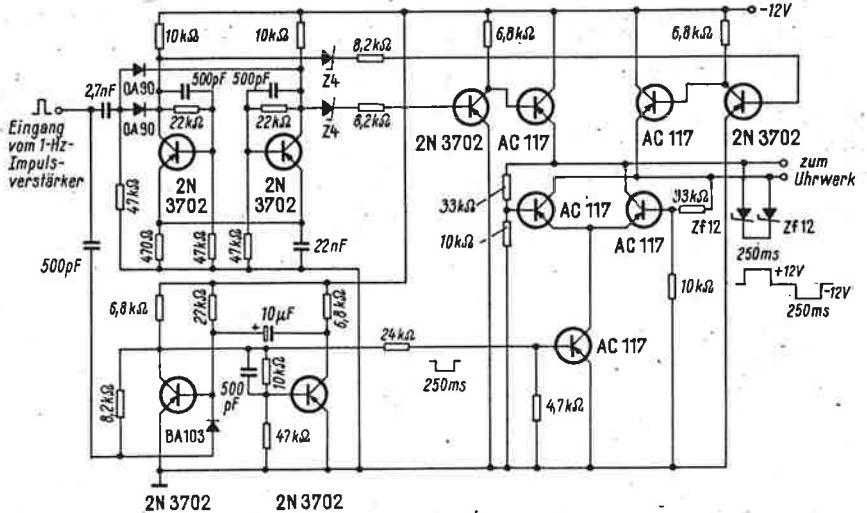 −12V
10kΩ
10kΩ
6,8kΩ
6,8kΩ
8,2kΩ
Z4
500pF
500pF
2,7nF
OA90
OA90
22kΩ
22kΩ
Z4
8,2kΩ
Eingang
vom 1-Hz-
Impuls-
verstärker
2N 3702
AC 117
AC 117
2N 3702
2N
3702
2N
3702
zum
Uhrwerk
47kΩ
33kΩ
AC 117
33kΩ
Zf12
Zf12
10kΩ
AC 117
250ms
470Ω
47kΩ
47kΩ
22nF
500pF
10kΩ
+12V
−12V
250ms
6,8kΩ
27kΩ
+
10µF
6,8kΩ
24kΩ
AC 117
250ms
8,2kΩ
500
pF
10kΩ
4,7kΩ
BA103
47kΩ
2N 3702
2N 3702